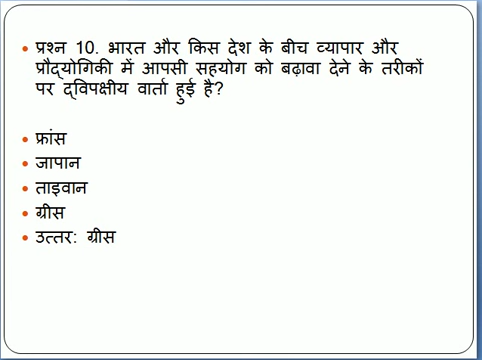 • प्रश्न 10. भारत और किस देश के बीच व्यापार और
प्रौद्योगिकी में आपसी सहयोग को बढ़ावा देने के तरीकों
पर द्विपक्षीय वार्ता हुई है?
• फ्रांस
• जापान
• ताइवान
• ग्रीस
• उत्तर: ग्रीस